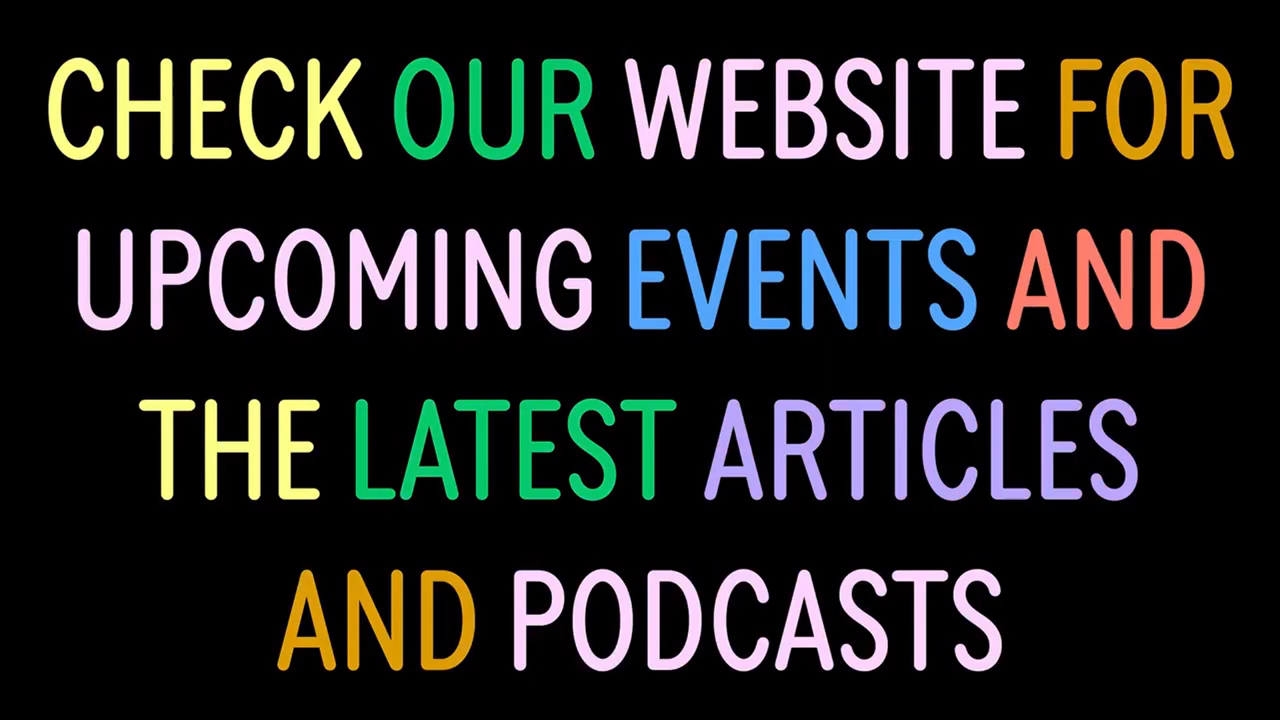 CHECK OUR WEBSITE FOR
UPCOMING EVENTS AND
THE LATEST ARTICLES
AND PODCASTS